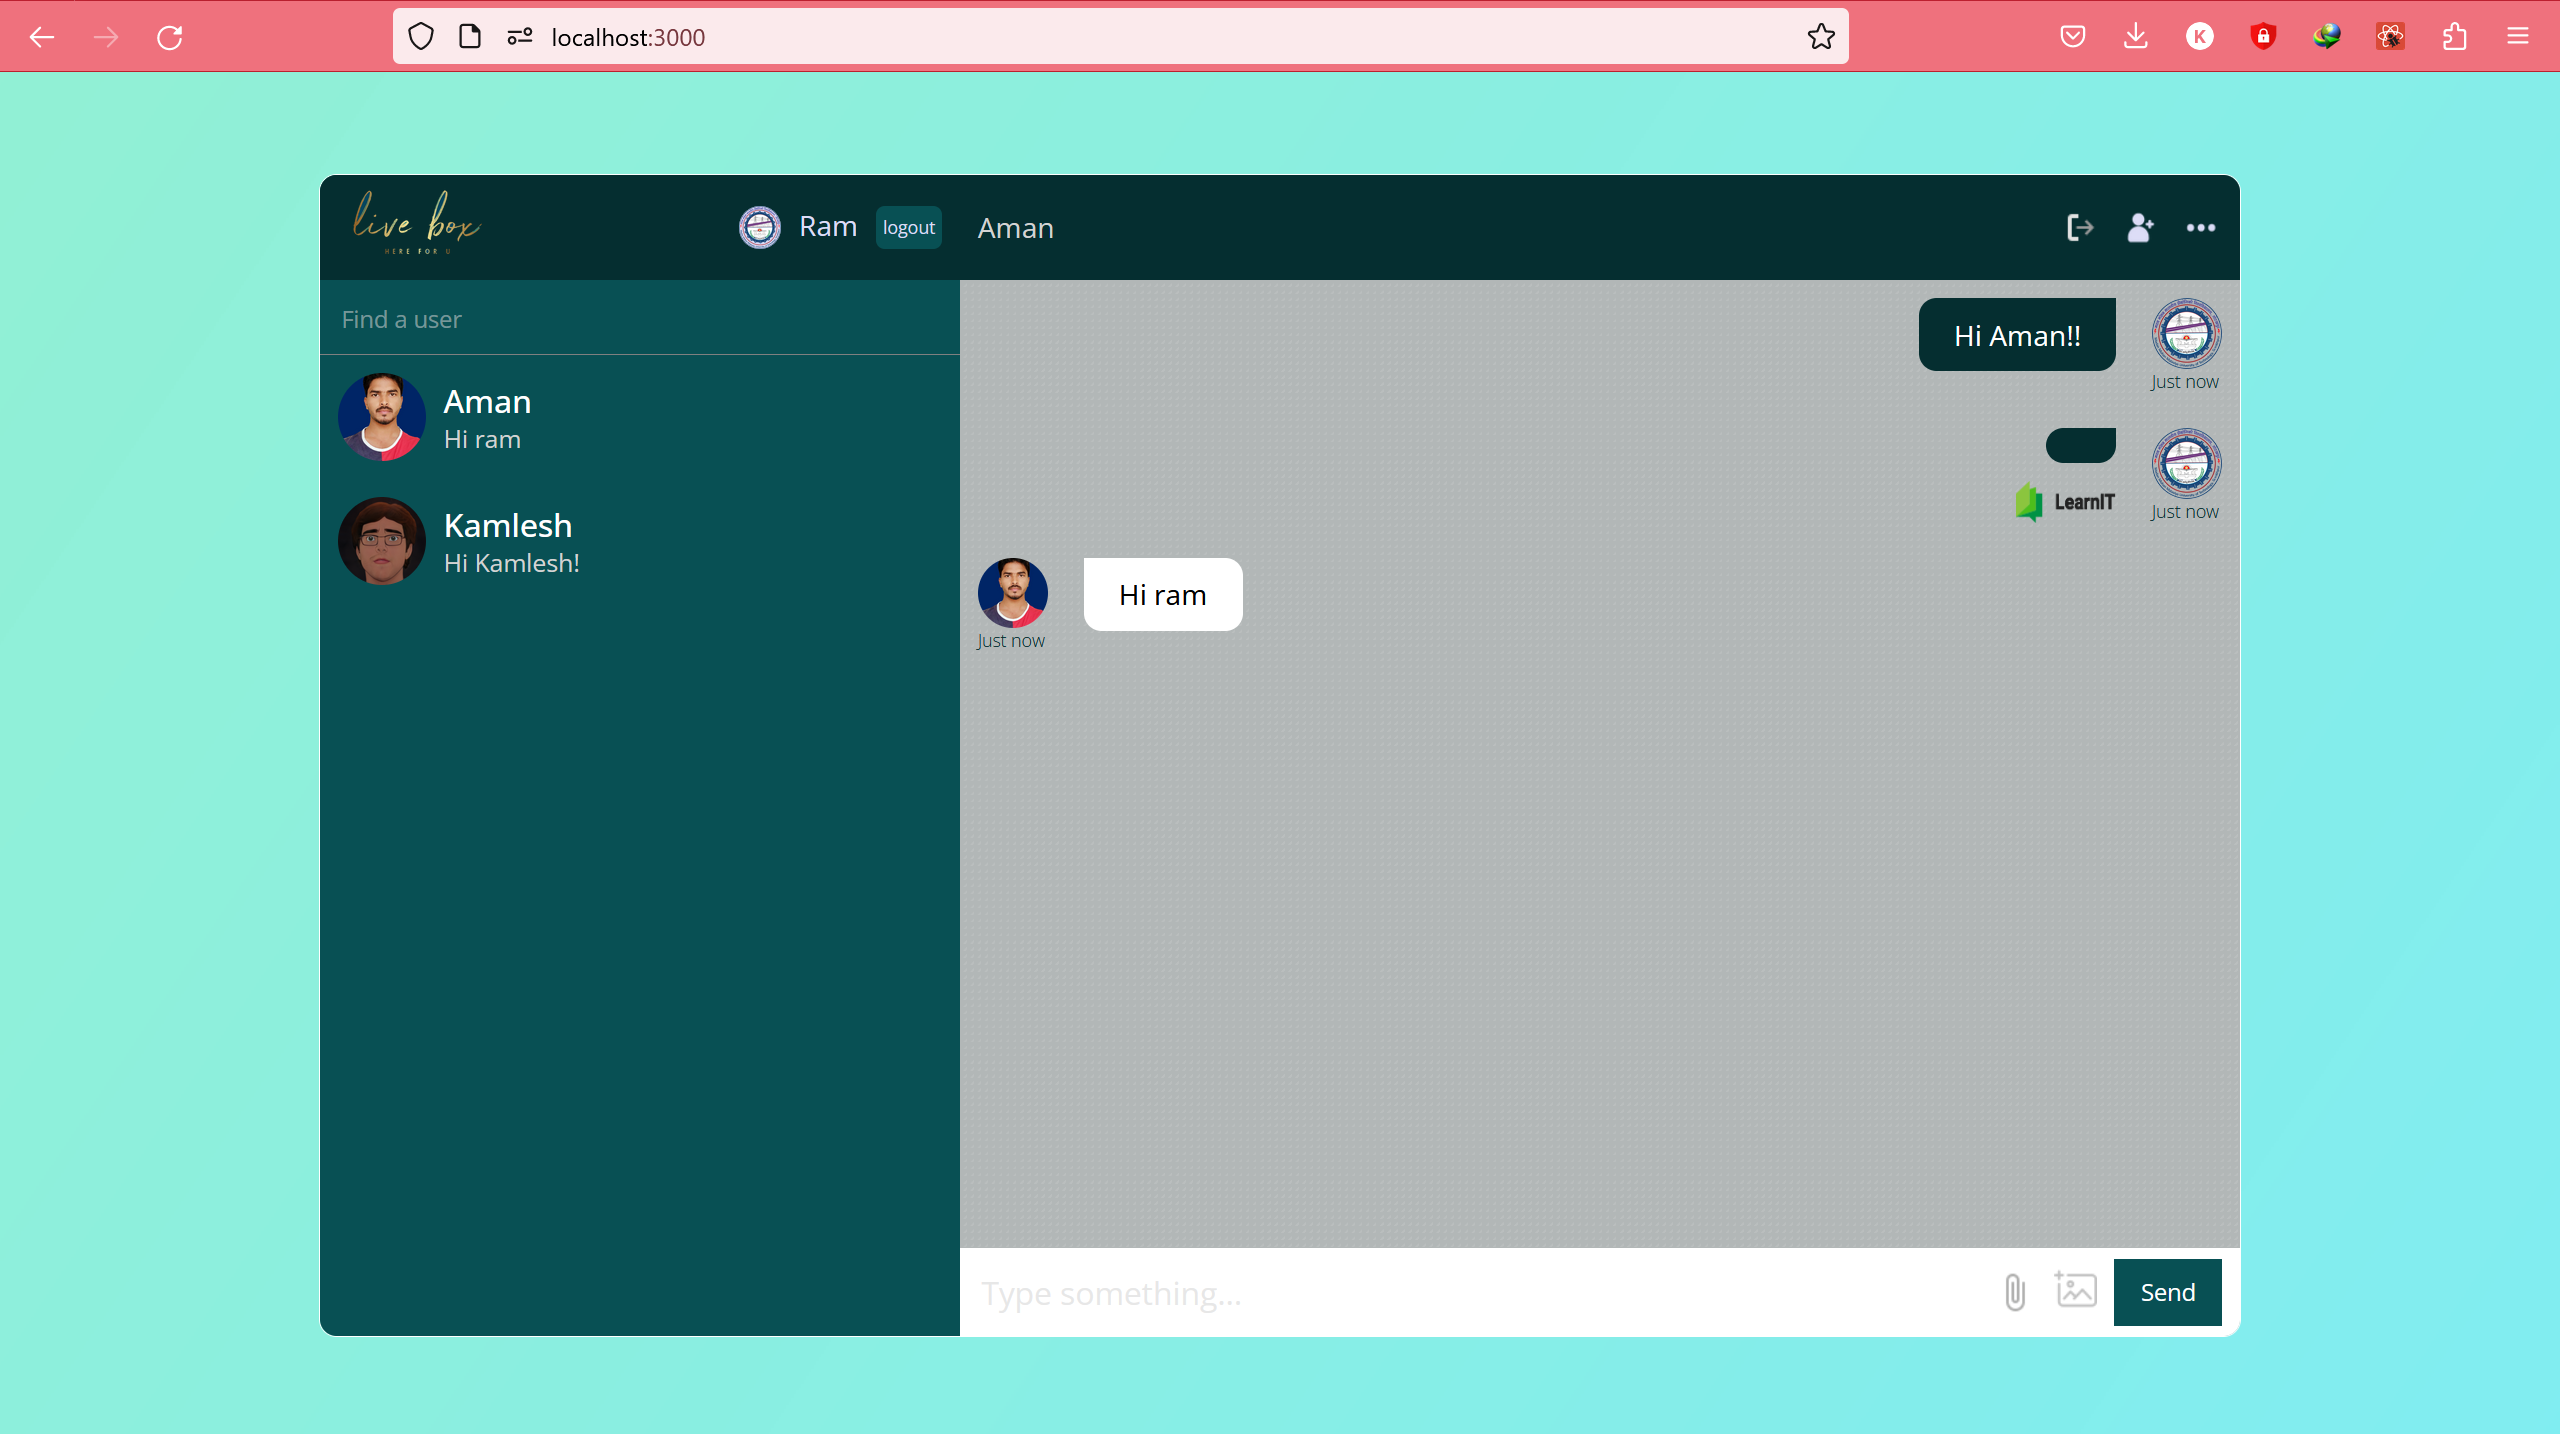 localhost:3000
K
live box
HERE FOR U
Ram
logout
Aman
Find a user
Aman
Hi ram
Kamlesh
Hi Kamlesh!
Hi Aman!!
Just now
LearnIT
Just now
Hi ram
Just now
Type something...
Send